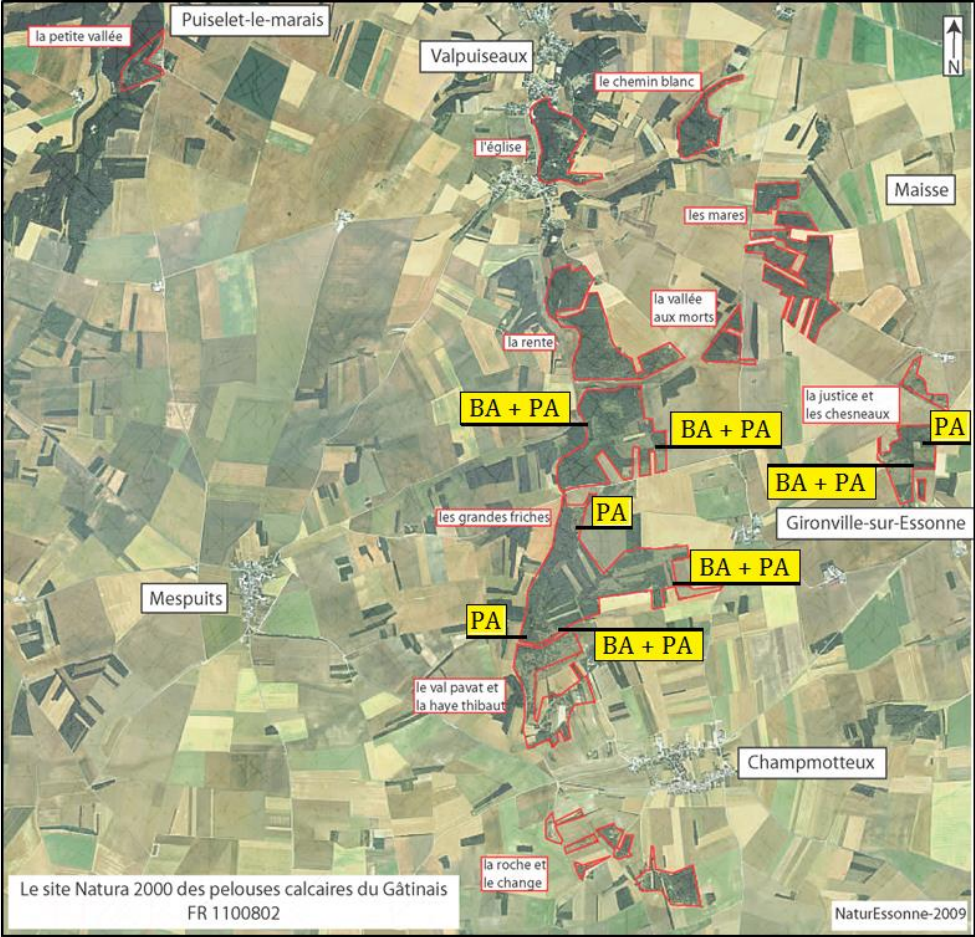 Puiselet-le-marais
la petite vallée
Valpuiseaux
N
le chemin blanc
l'église
Maisse
les mares
la vallée
aux morts
la rente
la justice et
les chesneaux
BA + PA
BA + PA
PA
BA + PA
les grandes friches
PA
Gironville-sur-Essonne
BA + PA
Mespuits
PA
BA + PA
le val pavat et
la haye thibaut
Champmotteux
la roche et
le change
Le site Natura 2000 des pelouses calcaires du Gâtinais
FR 1100802
NaturEssonne-2009